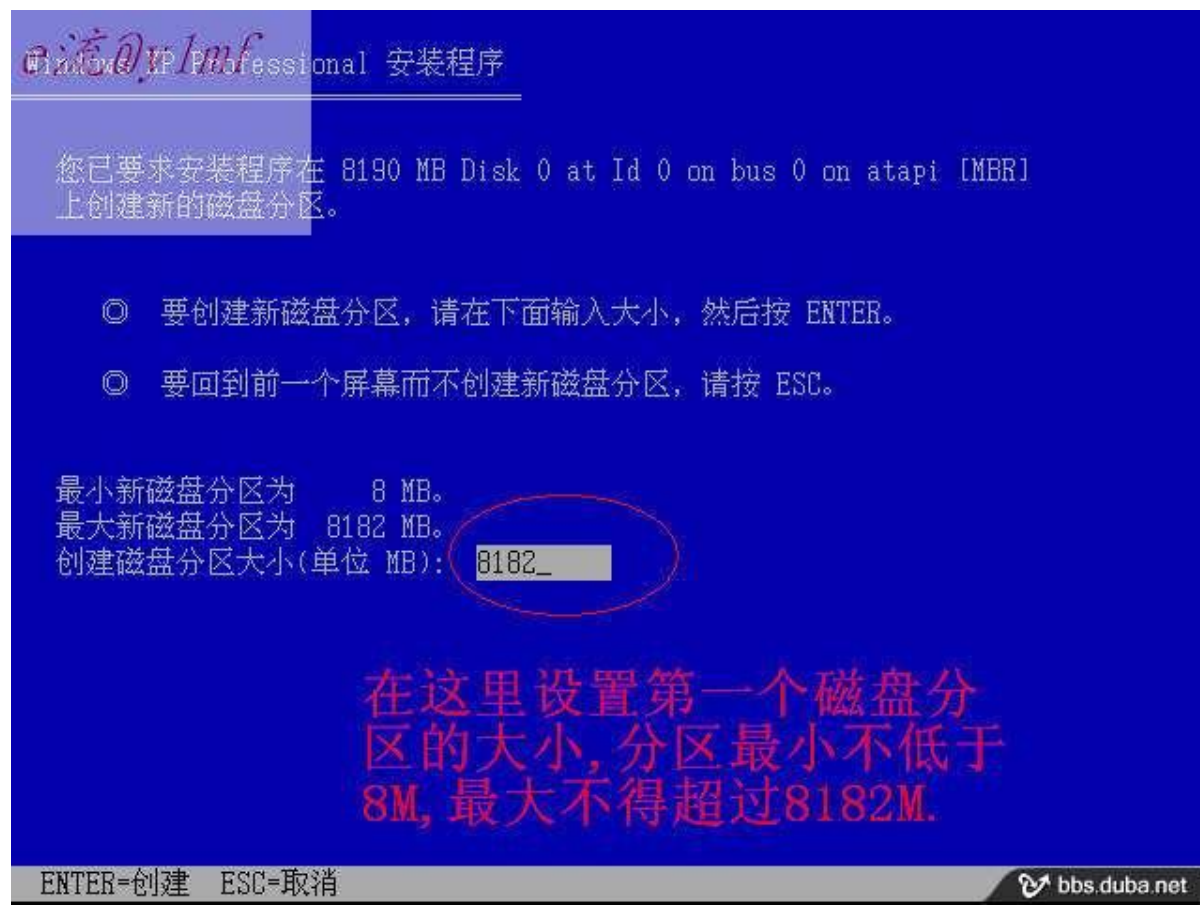 e流@ylmf
Windows XP Professional 安装程序
您已要求安装程序在 8190 MB Disk 0 at Id 0 on bus 0 on atapi [MBR]
上创建新的磁盘分区。
◎ 要创建新磁盘分区，请在下面输入大小，然后按 ENTER。
◎ 要回到前一个屏幕而不创建新磁盘分区，请按 ESC。
最小新磁盘分区为 8 MB。
最大新磁盘分区为 8182 MB。
创建磁盘分区大小(单位 MB): 8182_
在这里设置第一个磁盘分
区的大小,分区最小不低于
8M,最大不得超过8182M.
ENTER=创建 ESC=取消
bbs.duba.net